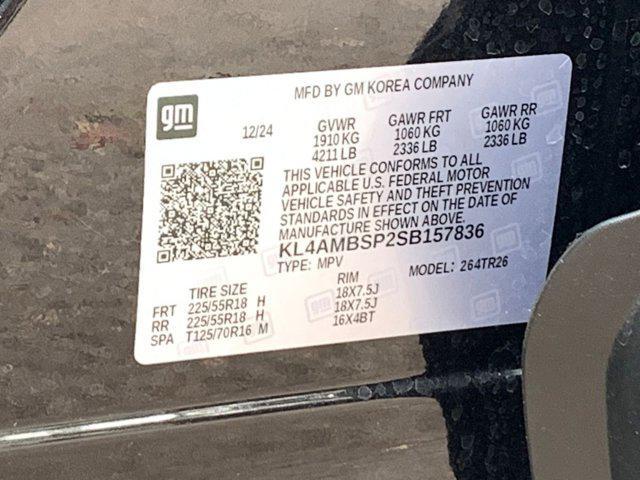 MFD BY GM KOREA COMPANY
gm
12/24
GVWR GAWR FRT GAWR RR
1910 KG 1060 KG 1060 KG
4211 LB 2336 LB 2336 LB
THIS VEHICLE CONFORMS TO ALL
APPLICABLE U.S. FEDERAL MOTOR
VEHICLE SAFETY AND THEFT PREVENTION
STANDARDS IN EFFECT ON THE DATE OF
MANUFACTURE SHOWN ABOVE.
KL4AMBSP2SB157836
TYPE: MPV MODEL: 264TR26
TIRE SIZE RIM
FRT 225/55R18 H 18X7.5J
RR 225/55R18 H 18X7.5J
SPA T125/70R16 M 16X4BT